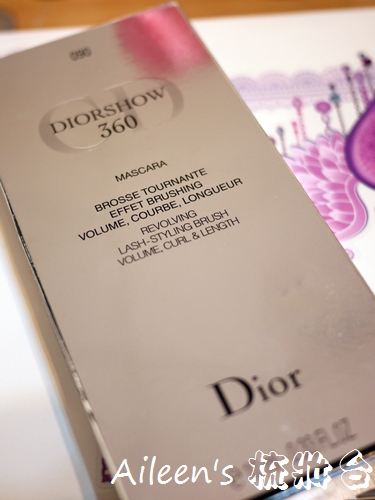 090
DIORSHOW
360
MASCARA
BROSSE TOURNANTE
EFFET BRUSHING
VOLUME, COURBE, LONGUEUR
REVOLVING
LASH-STYLING BRUSH
VOLUME, CURL & LENGTH
Dior
Aileen's 梳妝台